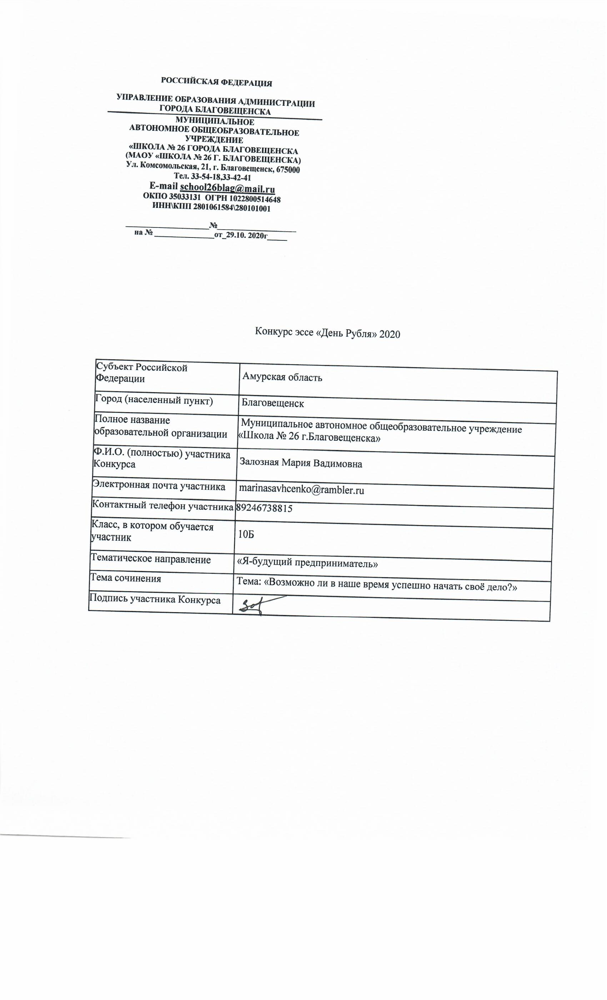 РОССИЙСКАЯ ФЕДЕРАЦИЯ
УПРАВЛЕНИЕ ОБРАЗОВАНИЯ АДМИНИСТРАЦИИ
ГОРОДА БЛАГОВЕЩЕНСКА
МУНИЦИПАЛЬНОЕ
АВТОНОМНОЕ ОБЩЕОБРАЗОВАТЕЛЬНОЕ
УЧРЕЖДЕНИЕ
«ШКОЛА № 26 ГОРОДА БЛАГОВЕЩЕНСКА
(МАОУ «ШКОЛА № 26 Г. БЛАГОВЕЩЕНСКА)
Ул. Комсомольская, 21, г. Благовещенск, 675000
Тел. 33-54-18,33-42-41
E-mail school26blag@mail.ru
ОКПО 35033131 ОГРН 1022800514648
ИНН\КПП 2801061584\280101001
____________________№___________________
на № _______________от_29.10. 2020г_____
Конкурс эссе «День Рубля» 2020
Субъект Российской
Федерации
Амурская область
Город (населенный пункт)
Благовещенск
Полное название
образовательной организации
Муниципальное автономное общеобразовательное учреждение
«Школа № 26 г.Благовещенска»
Ф.И.О. (полностью) участника
Конкурса
Залозная Мария Вадимовна
Электронная почта участника
marinasavhcenko@rambler.ru
Контактный телефон участника
89246738815
Класс, в котором обучается
участник
10Б
Тематическое направление
«Я-будущий предприниматель»
Тема сочинения
Тема: «Возможно ли в наше время успешно начать своё дело?»
Подпись участника Конкурса